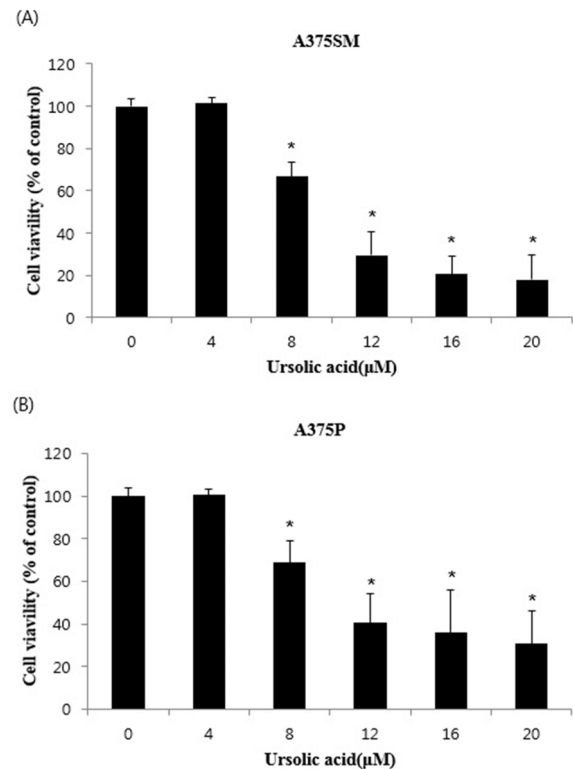 (A)
A375SM
120
100
80
60
40
20
0
Cell viavility (% of control)
*
*
*
*
0 4 8 12 16 20
Ursolic acid(μM)
(B)
A375P
120
100
80
60
40
20
0
Cell viavility (% of control)
*
*
*
*
0 4 8 12 16 20
Ursolic acid(μM)